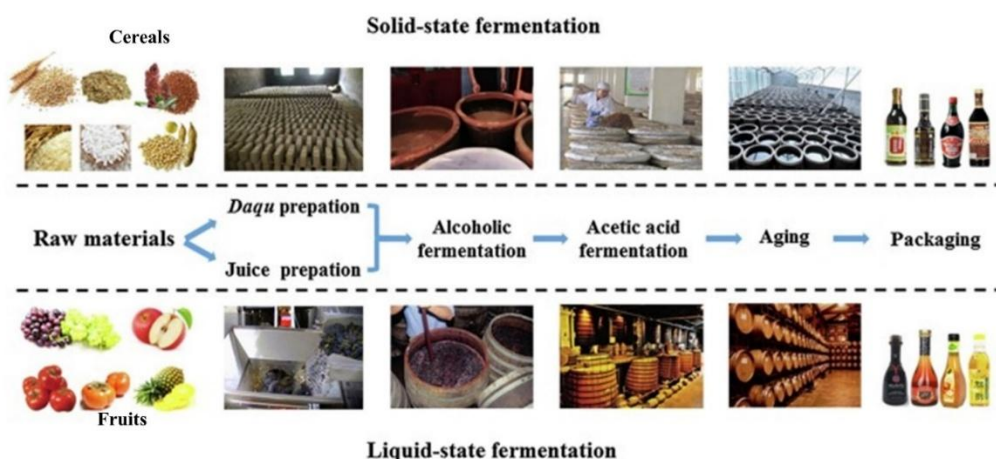 Solid-state fermentation
Cereals
Daqu prepation
Raw materials
Juice prepation
Alcoholic
fermentation
Acetic acid
fermentation
Aging
Packaging
Fruits
Liquid-state fermentation